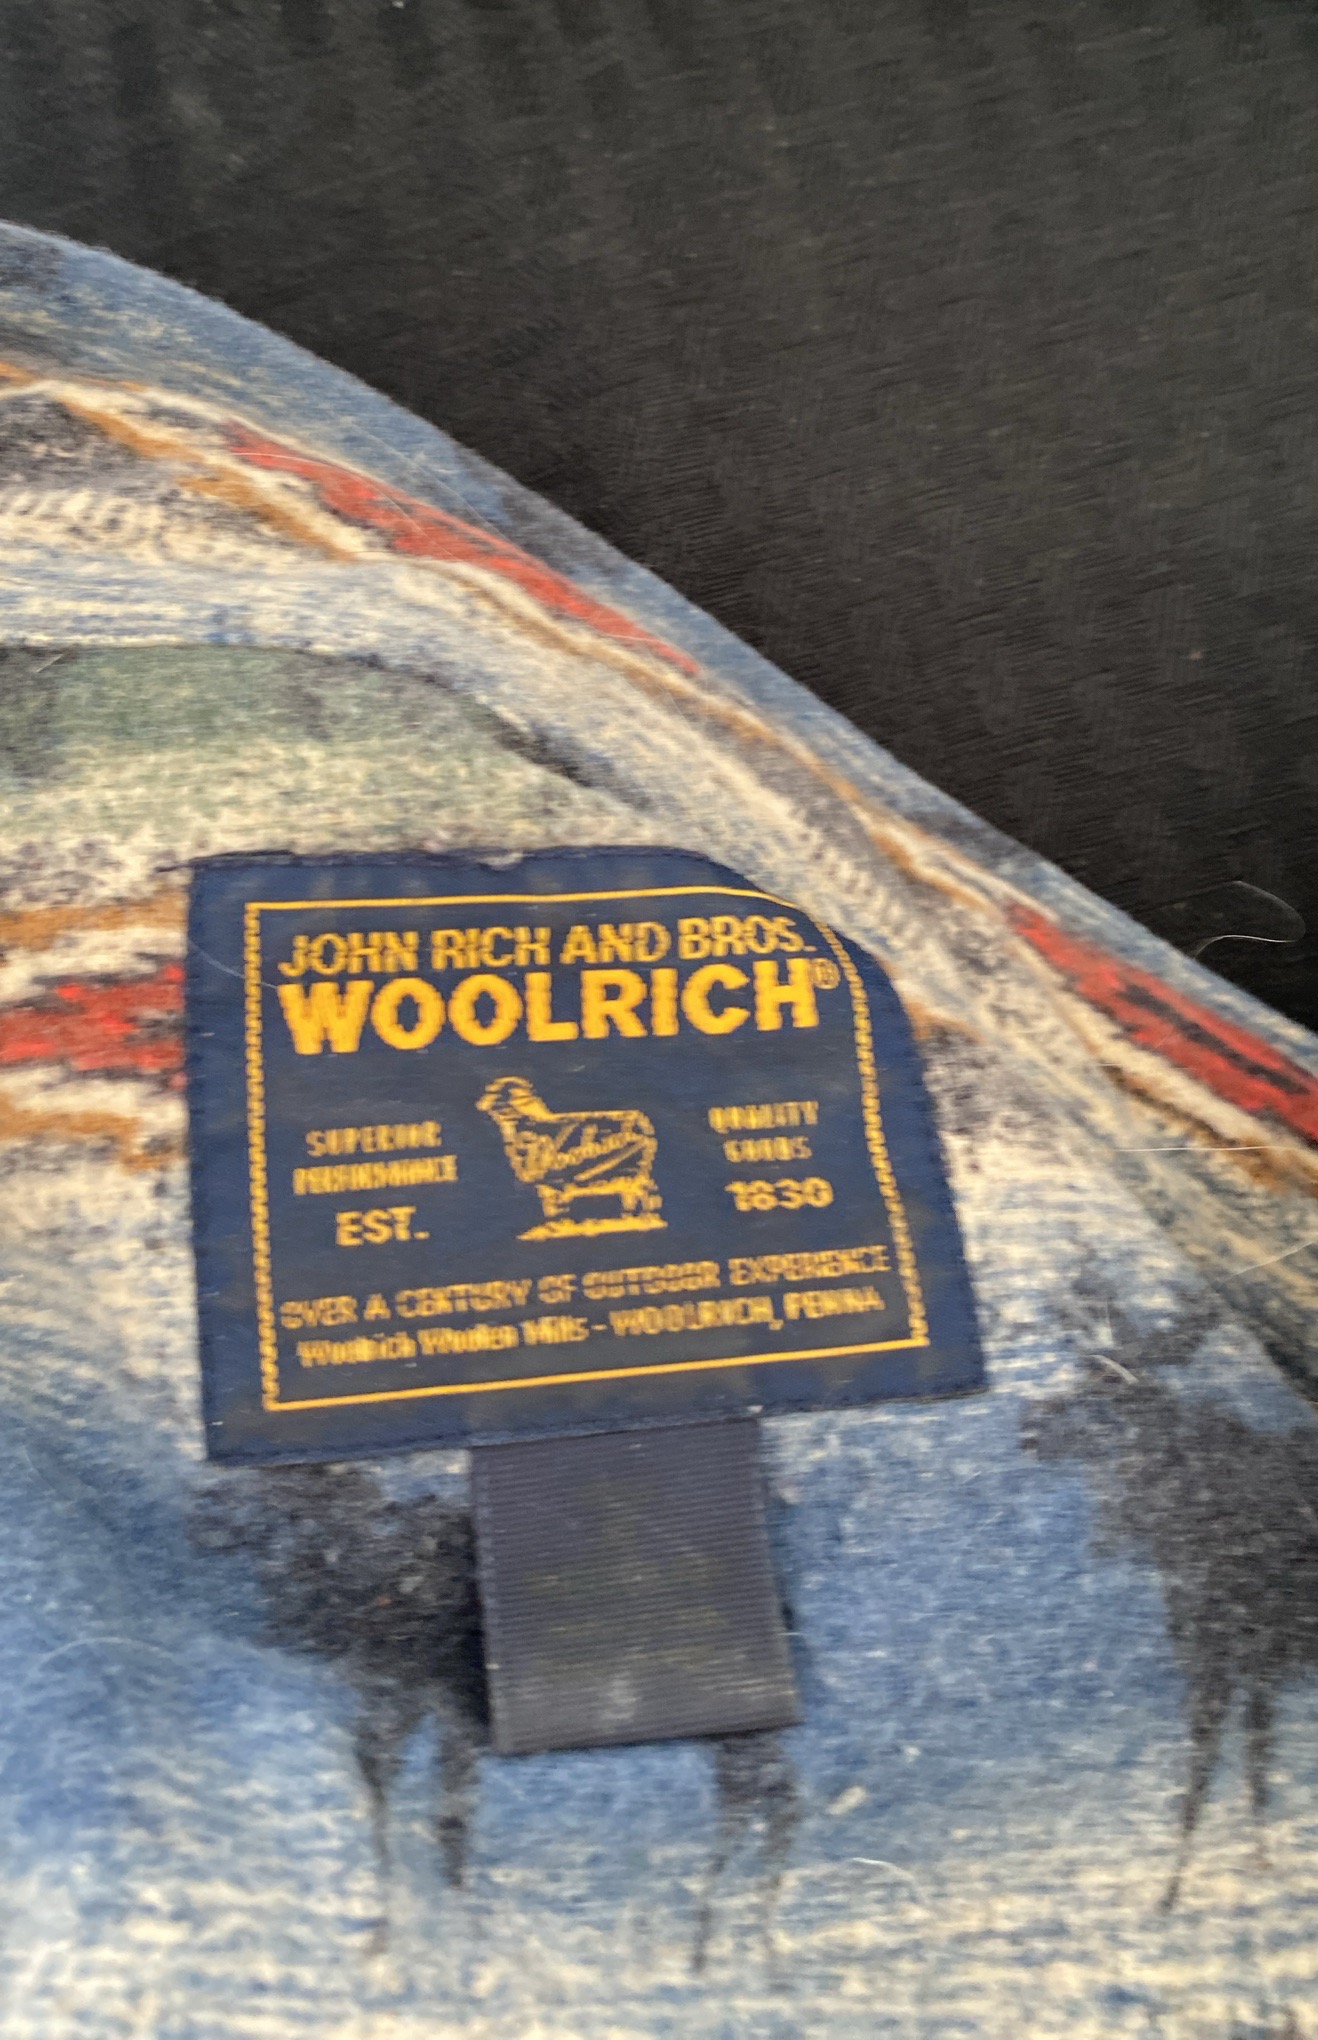 JOHN RICH AND BROS.
WOOLRICH®
SUPERIOR
PERFORMANCE
EST.
Woolrich
QUALITY
GOODS
1830
OVER A CENTURY OF OUTDOOR EXPERIENCE
Woolrich Woolen Mills - WOOLRICH, PENNA